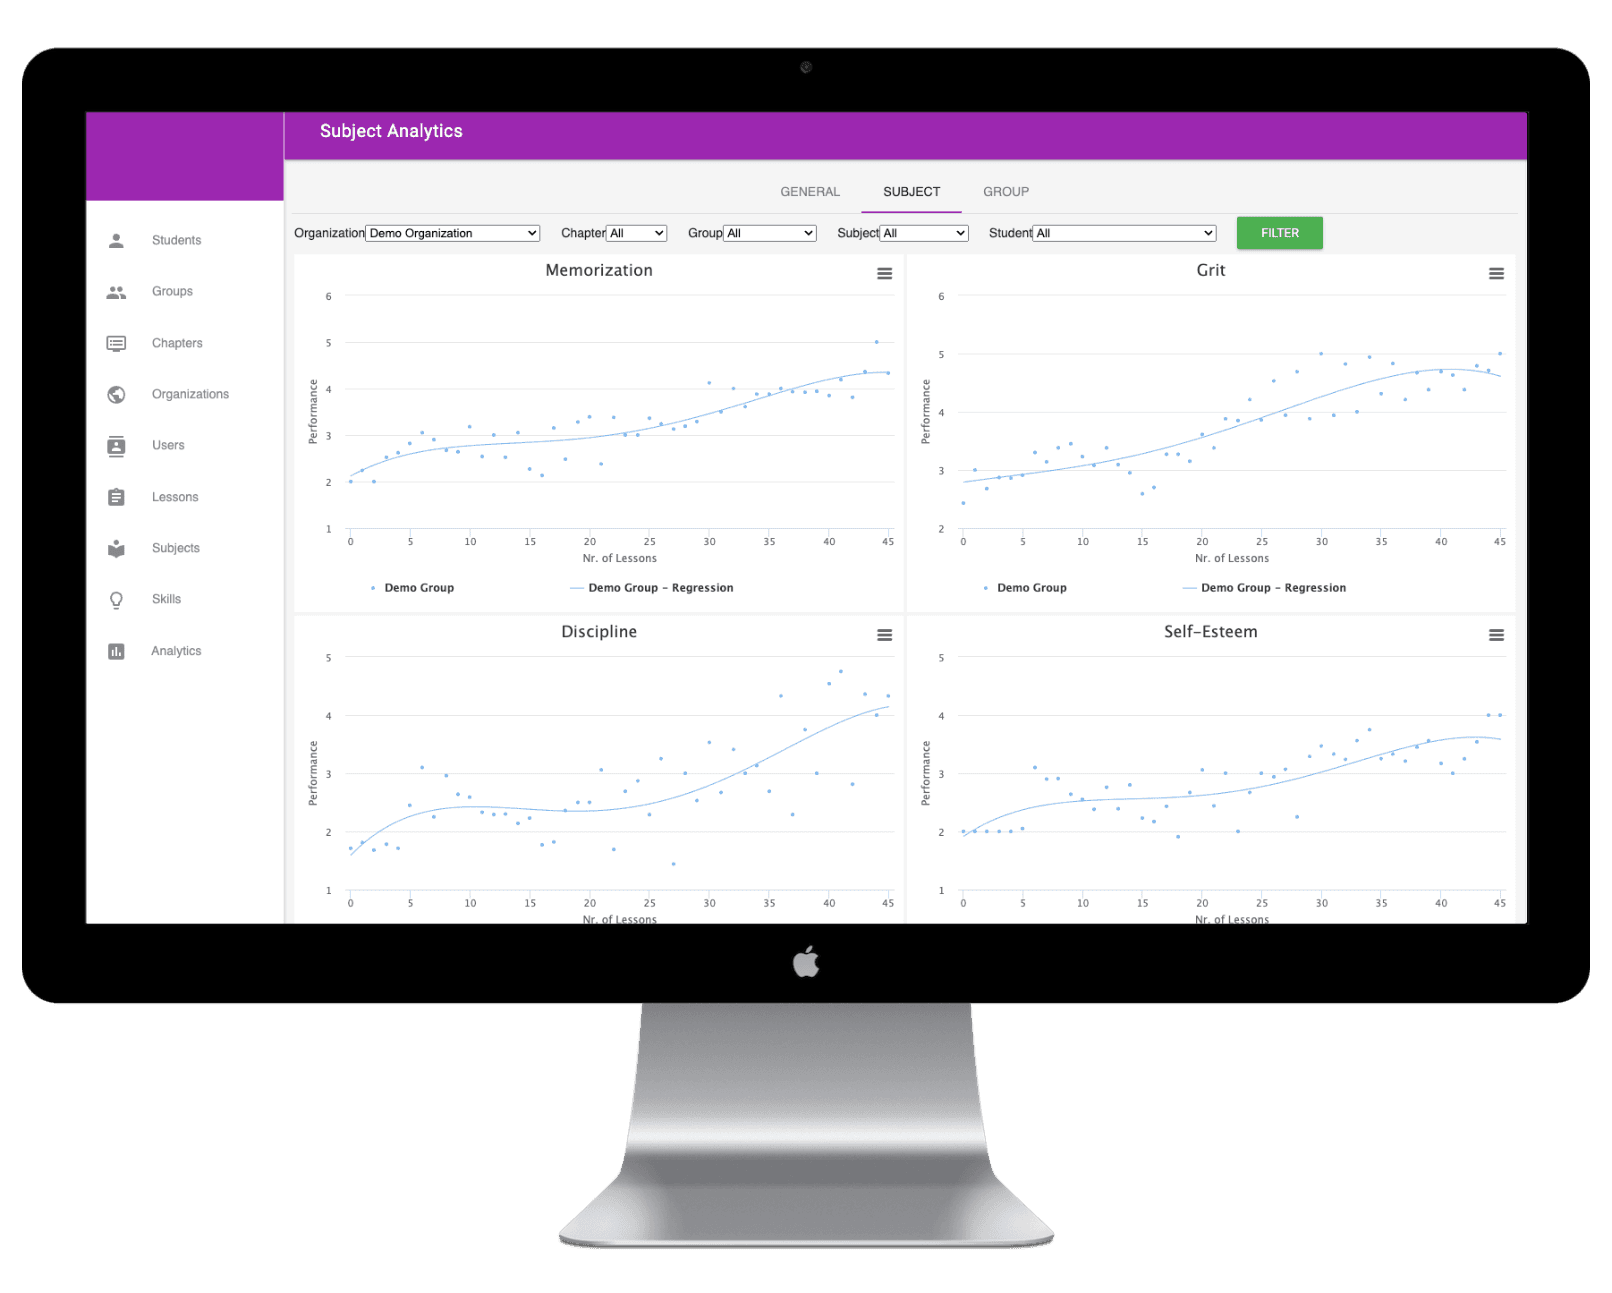 Subject Analytics
GENERAL SUBJECT GROUP
Organization Demo Organization Chapter All Group All Subject All Student All FILTER
Students
Groups
Chapters
Organizations
Users
Lessons
Subjects
Skills
Analytics
Memorization
6
5
4
3
2
1
Performance
0 5 10 15 20 25 30 35 40 45
Nr. of Lessons
Demo Group Demo Group - Regression
Grit
6
5
4
3
2
Performance
0 5 10 15 20 25 30 35 40 45
Nr. of Lessons
Demo Group Demo Group - Regression
Discipline
5
4
3
2
1
Performance
0 5 10 15 20 25 30 35 40 45
Nr. of Lessons
Self-Esteem
5
4
3
2
1
Performance
0 5 10 15 20 25 30 35 40 45
Nr. of Lessons